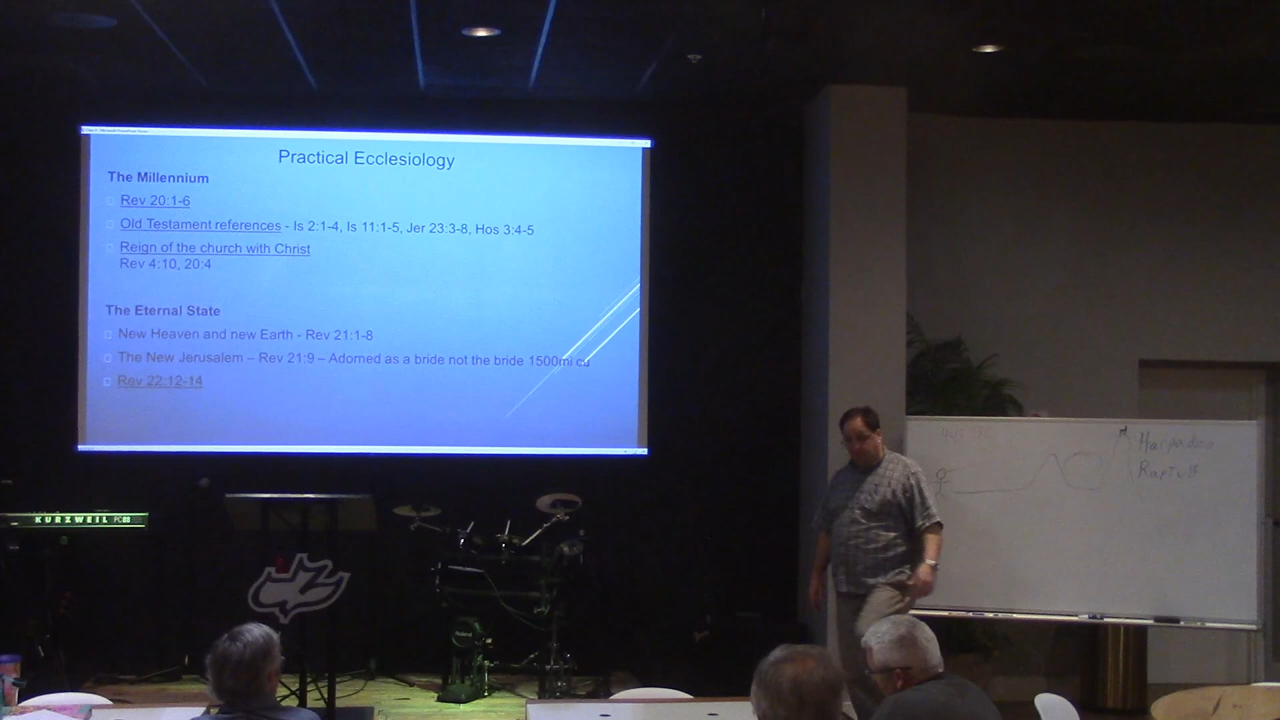 Practical Ecclesiology
The Millennium
Rev 20:1-6
Old Testament references - Is 2:1-4, Is 11:1-5, Jer 23:3-8, Hos 3:4-5
Reign of the church with Christ
Rev 4:10, 20:4
The Eternal State
New Heaven and new Earth - Rev 21:1-8
The New Jerusalem – Rev 21:9 – Adorned as a bride not the bride 1500mi cu
Rev 22:12-14
KURZWEIL PC88
Roland